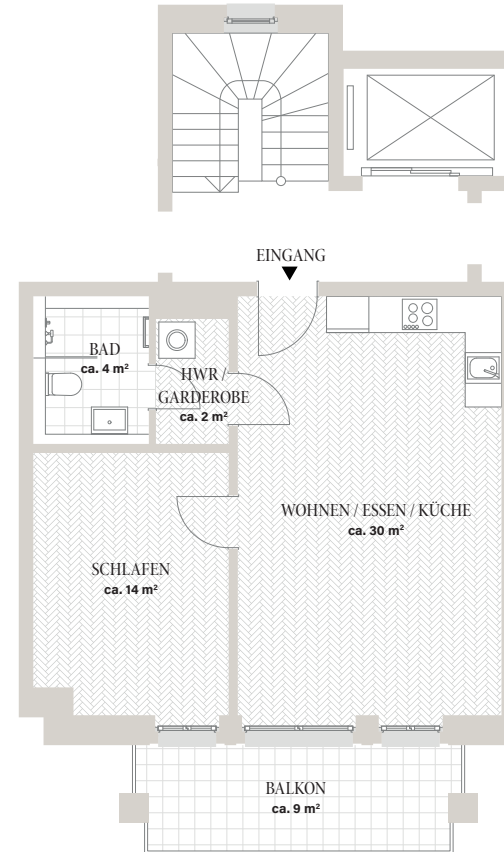 EINGANG
BAD
ca. 4 m²
HWR /
GARDEROBE
ca. 2 m²
WOHNEN / ESSEN / KÜCHE
ca. 30 m²
SCHLAFEN
ca. 14 m²
BALKON
ca. 9 m²